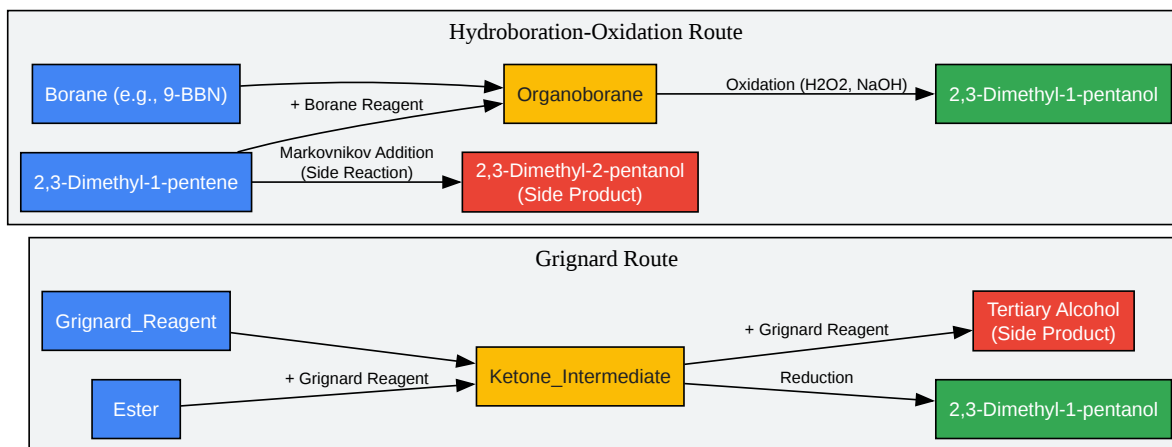 Hydroboration-Oxidation Route
Borane (e.g., 9-BBN)
+ Borane Reagent
Organoborane
Oxidation (H2O2, NaOH)
2,3-Dimethyl-1-pentanol
2,3-Dimethyl-1-pentene
Markovnikov Addition
(Side Reaction)
2,3-Dimethyl-2-pentanol
(Side Product)
Grignard Route
Grignard_Reagent
Ester
+ Grignard Reagent
Ketone_Intermediate
+ Grignard Reagent
Tertiary Alcohol
(Side Product)
Reduction
2,3-Dimethyl-1-pentanol